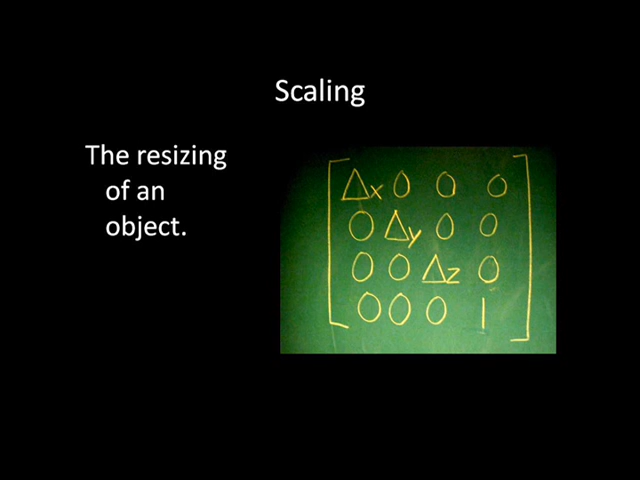 Scaling
The resizing
of an
object.
Δx 0 0 0
0 Δy 0 0
0 0 Δz 0
0 0 0 1